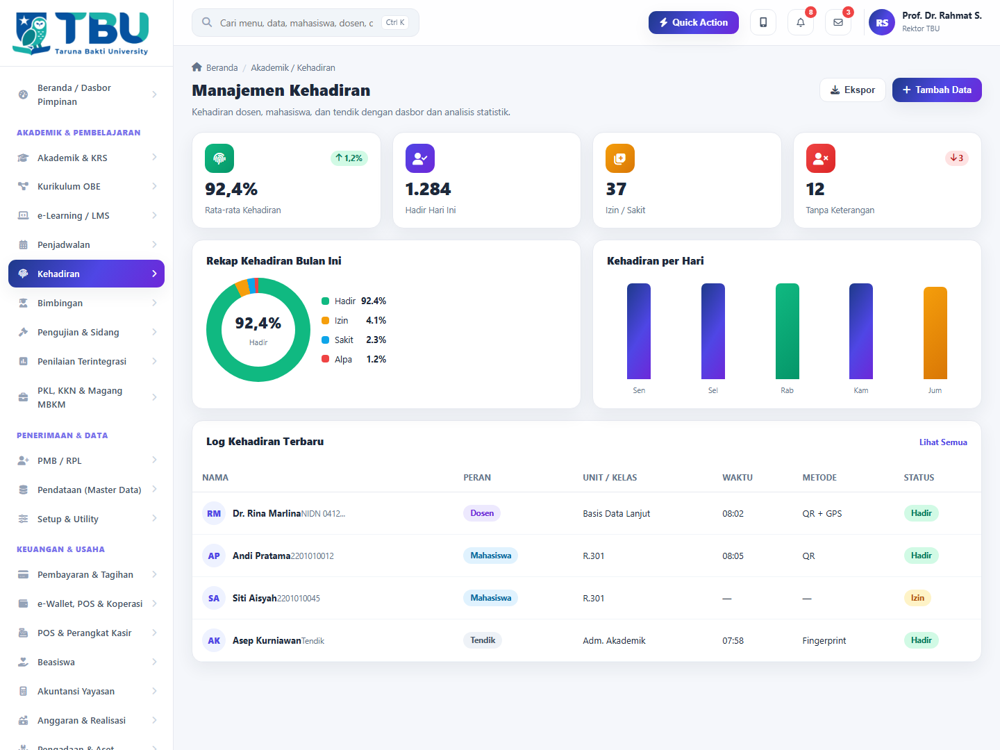 TBU
Taruna Bakti University
Cari menu, data, mahasiswa, dosen, c
Ctrl K
Quick Action
8
3
RS
Prof. Dr. Rahmat S.
Rektor TBU
Beranda / Dasbor
Pimpinan
AKADEMIK & PEMBELAJARAN
Akademik & KRS
Kurikulum OBE
e-Learning / LMS
Penjadwalan
Kehadiran
Bimbingan
Pengujian & Sidang
Penilaian Terintegrasi
PKL, KKN & Magang
MBKM
PENERIMAAN & DATA
PMB / RPL
Pendataan (Master Data)
Setup & Utility
KEUANGAN & USAHA
Pembayaran & Tagihan
e-Wallet, POS & Koperasi
POS & Perangkat Kasir
Beasiswa
Akuntansi Yayasan
Anggaran & Realisasi
Pengadaan & Aset
Beranda / Akademik / Kehadiran
Manajemen Kehadiran
Kehadiran dosen, mahasiswa, dan tendik dengan dasbor dan analisis statistik.
Ekspor
Tambah Data
1,2%
92,4%
Rata-rata Kehadiran
1.284
Hadir Hari Ini
37
Izin / Sakit
3
12
Tanpa Keterangan
Rekap Kehadiran Bulan Ini
92,4%
Hadir
Hadir 92.4%
Izin 4.1%
Sakit 2.3%
Alpa 1.2%
Kehadiran per Hari
Sen Sel Rab Kam Jum
Log Kehadiran Terbaru
Lihat Semua
NAMA PERAN UNIT / KELAS WAKTU METODE STATUS
RM Dr. Rina MarlinaNIDN 0412... Dosen Basis Data Lanjut 08:02 QR + GPS Hadir
AP Andi Pratama2201010012 Mahasiswa R.301 08:05 QR Hadir
SA Siti Aisyah2201010045 Mahasiswa R.301 — — Izin
AK Asep KurniawanTendik Tendik Adm. Akademik 07:58 Fingerprint Hadir